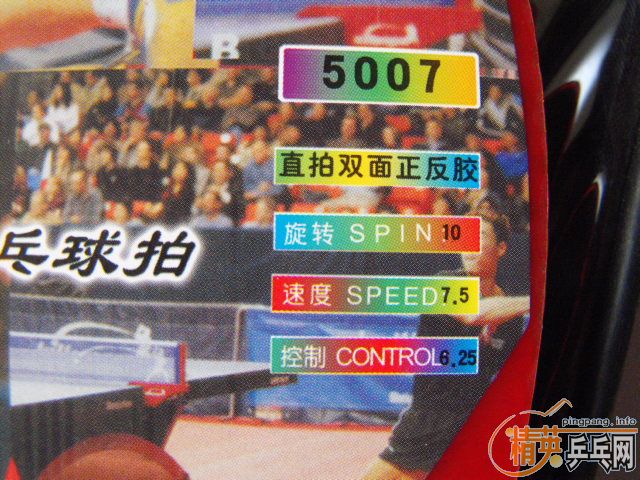 B
5007
直拍双面正反胶
旋转 SPIN 10
乓球拍
速度 SPEED 7.5
控制 CONTROL 6.25
pingpang.info
精英乒乓网